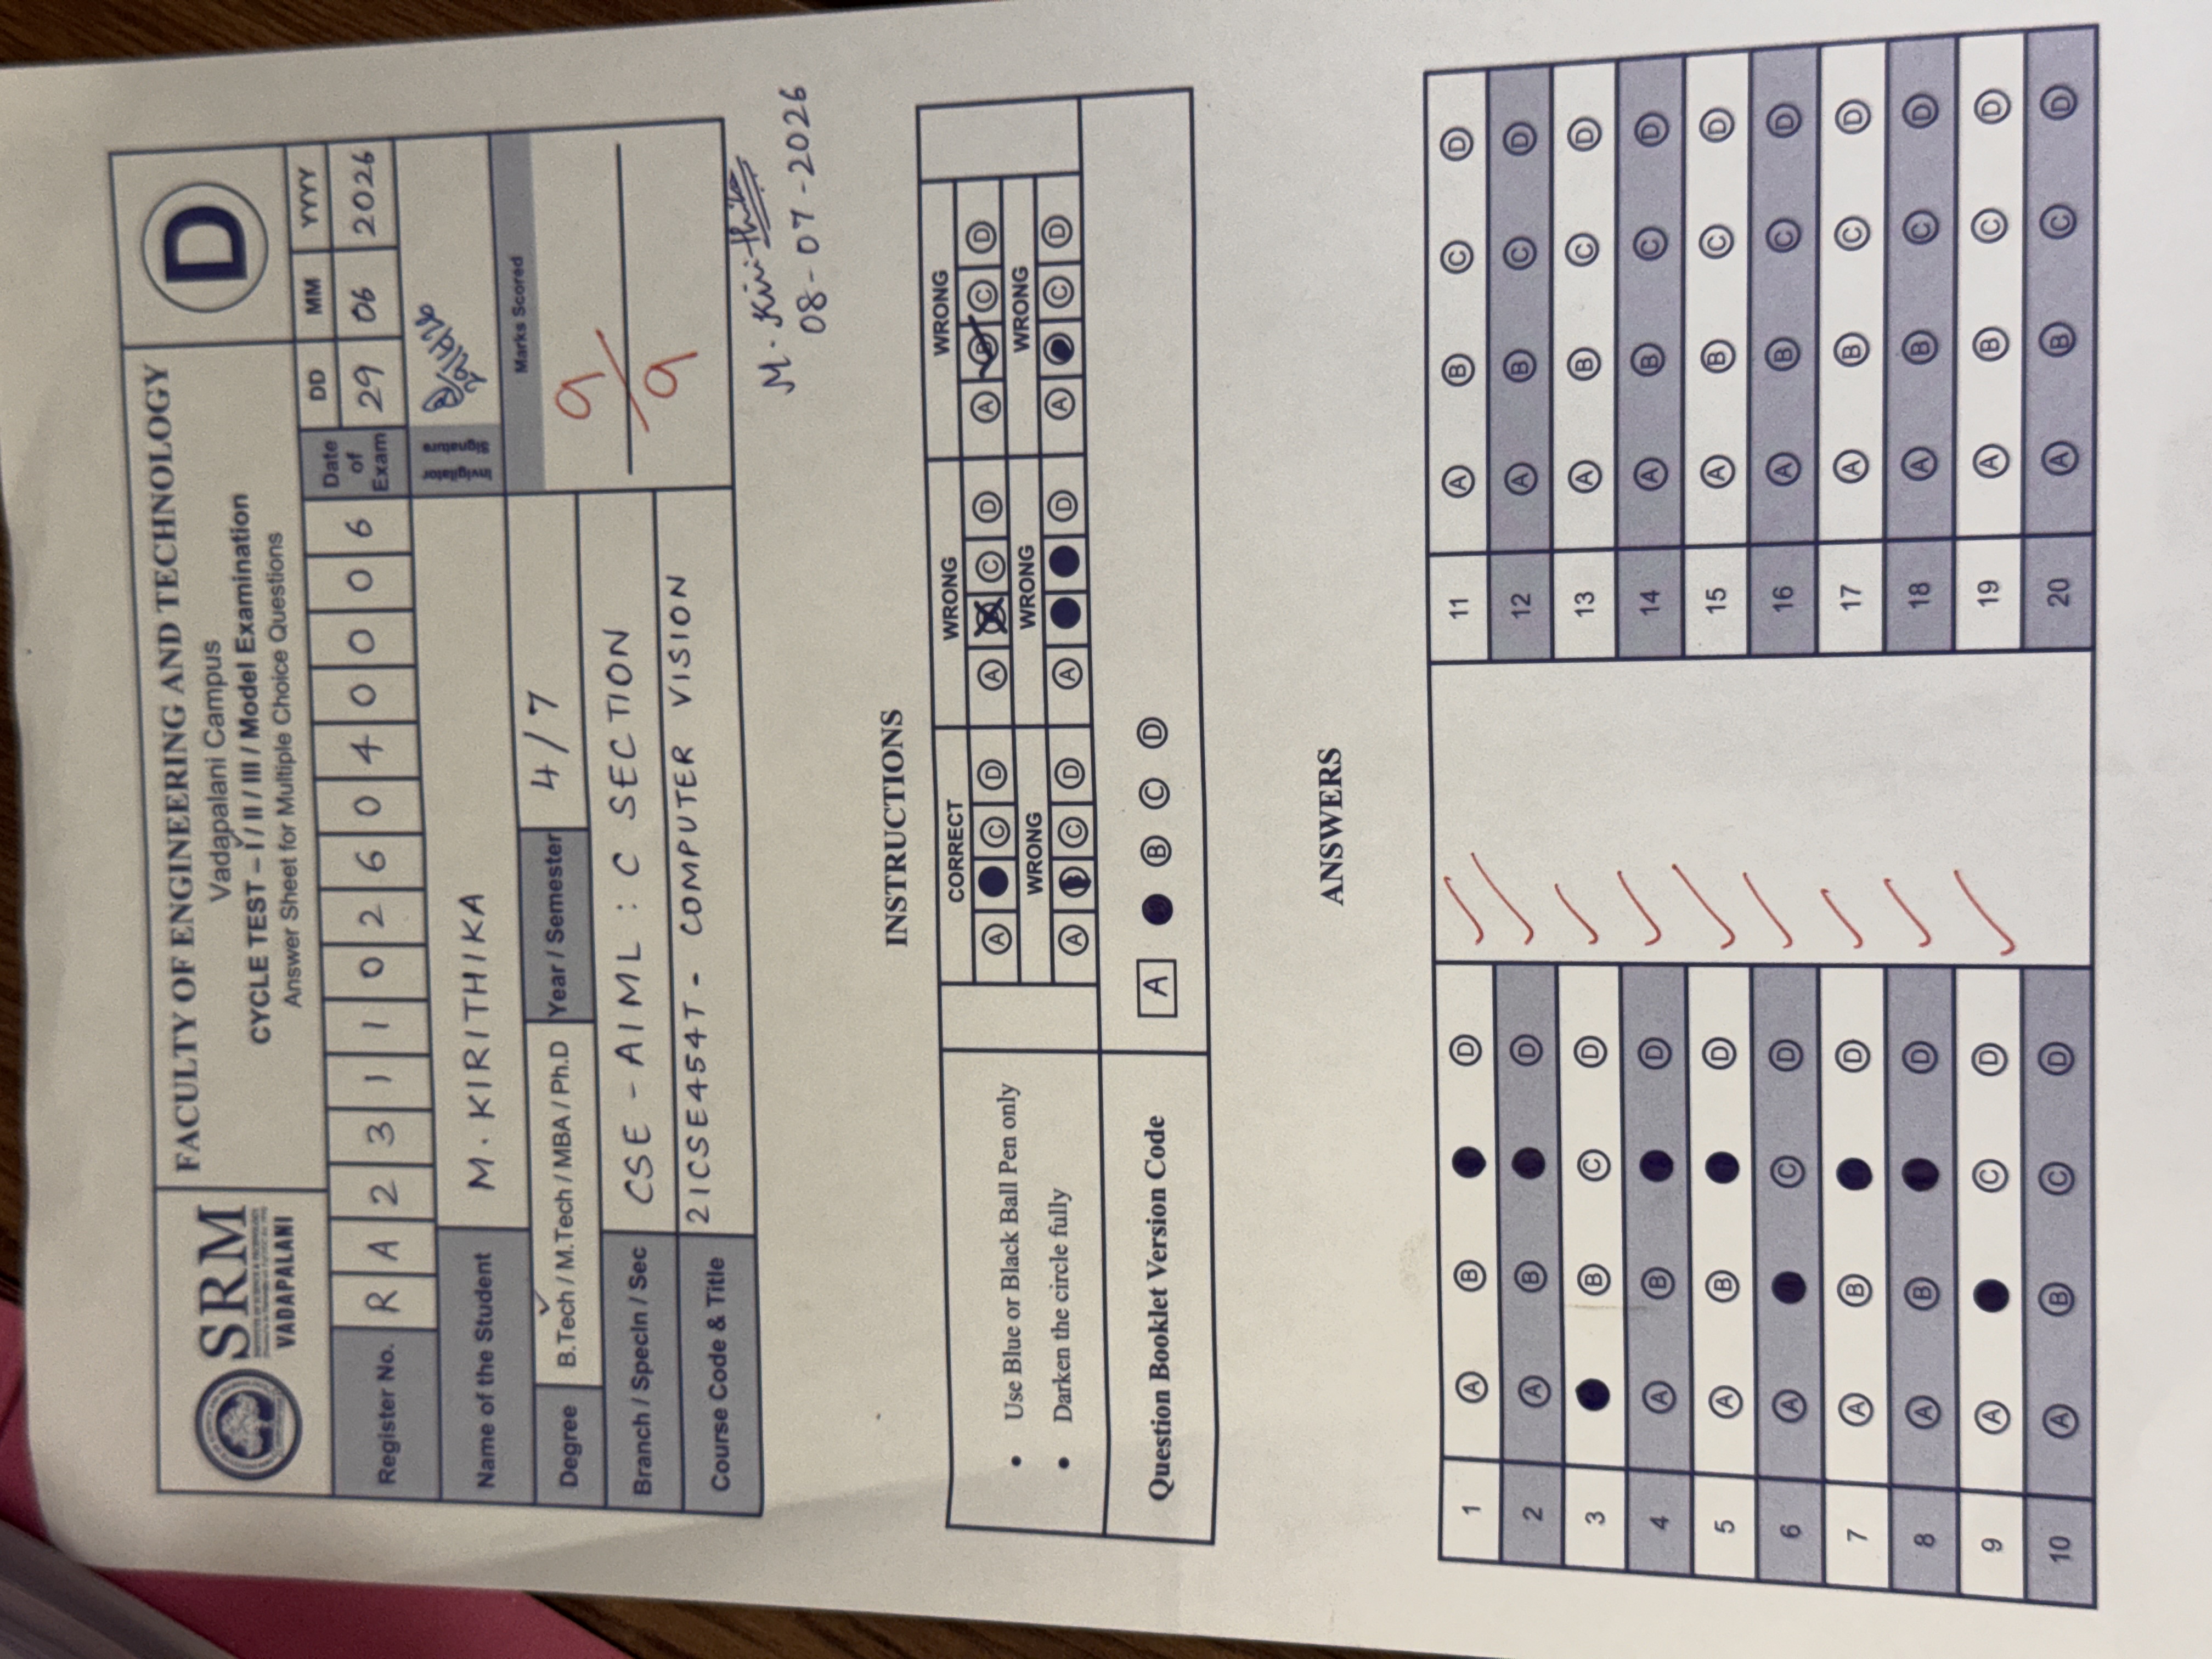 SRM
INSTITUTE OF SCIENCE & TECHNOLOGY
VADAPALANI
FACULTY OF ENGINEERING AND TECHNOLOGY
Vadapalani Campus
CYCLE TEST – I / II / III / Model Examination
Answer Sheet for Multiple Choice Questions
D
Register No. R A 2 3 1 1 0 2 6 0 4 0 0 0 6
Date of Exam
DD MM YYYY
29 06 2026
Name of the Student M. KIRITHIKA
Invigilator Signature
29/6/26
Degree B.Tech / M.Tech / MBA / Ph.D Year / Semester 4 / 7
Marks Scored
9
9
Branch / Specln / Sec CSE - AIML : C SECTION
Course Code & Title 21CSE454T - COMPUTER VISION
M. Kirithika
08-07-2026
INSTRUCTIONS
• Use Blue or Black Ball Pen only
• Darken the circle fully
CORRECT WRONG WRONG
A C D A C D A B C D
WRONG WRONG WRONG
A C D A D A C D
Question Booklet Version Code A B C D
ANSWERS
1 A B D 11 A B C D
2 A B D 12 A B C D
3 B C D 13 A B C D
4 A B D 14 A B C D
5 A B D 15 A B C D
6 A C D 16 A B C D
7 A B D 17 A B C D
8 A B D 18 A B C D
9 A C D 19 A B C D
10 A B C D 20 A B C D